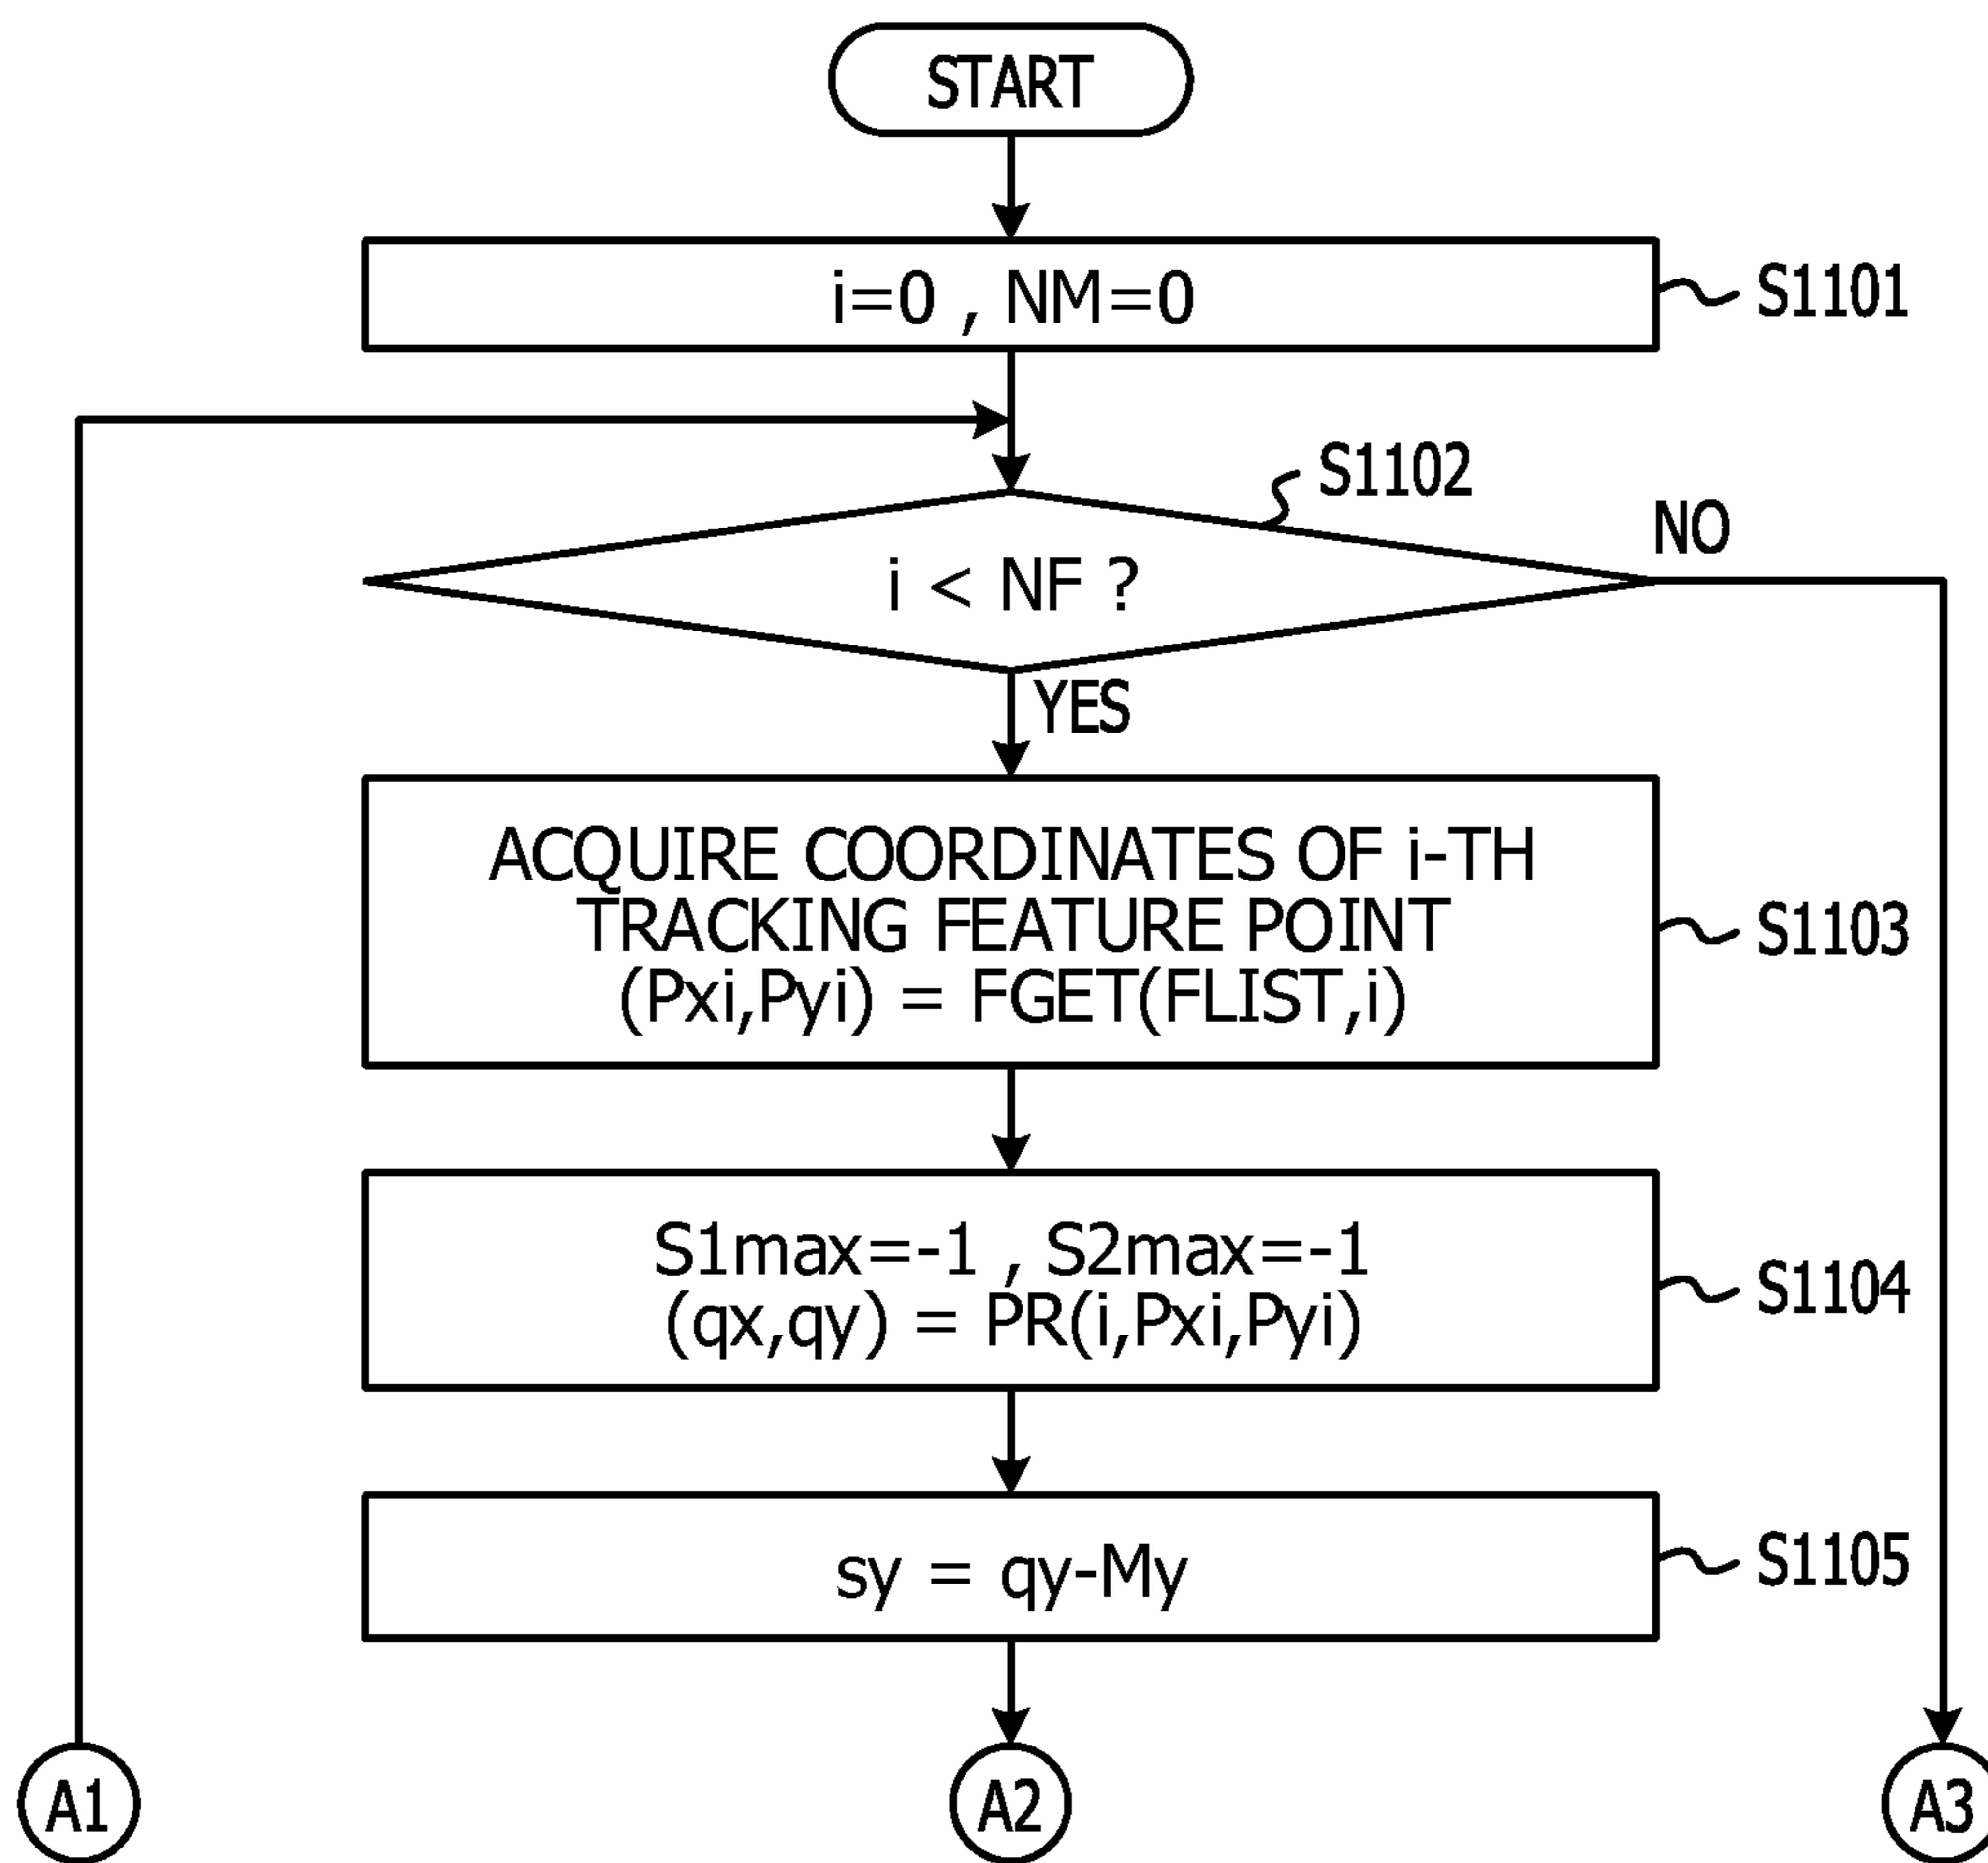 START
i=0 , NM=0
S1101
S1102
i < NF ?
NO
YES
ACQUIRE COORDINATES OF i-TH
TRACKING FEATURE POINT
(Pxi,Pyi) = FGET(FLIST,i)
S1103
S1max=-1 , S2max=-1
(qx,qy) = PR(i,Pxi,Pyi)
S1104
sy = qy-My
S1105
A1
A2
A3